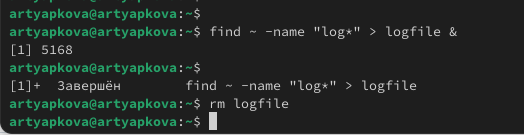 artyapkova@artyapkova:~$
artyapkova@artyapkova:~$ find ~ -name "log*" > logfile &
[1] 5168
artyapkova@artyapkova:~$
[1]+  Завершён        find ~ -name "log*" > logfile
artyapkova@artyapkova:~$ rm logfile
artyapkova@artyapkova:~$